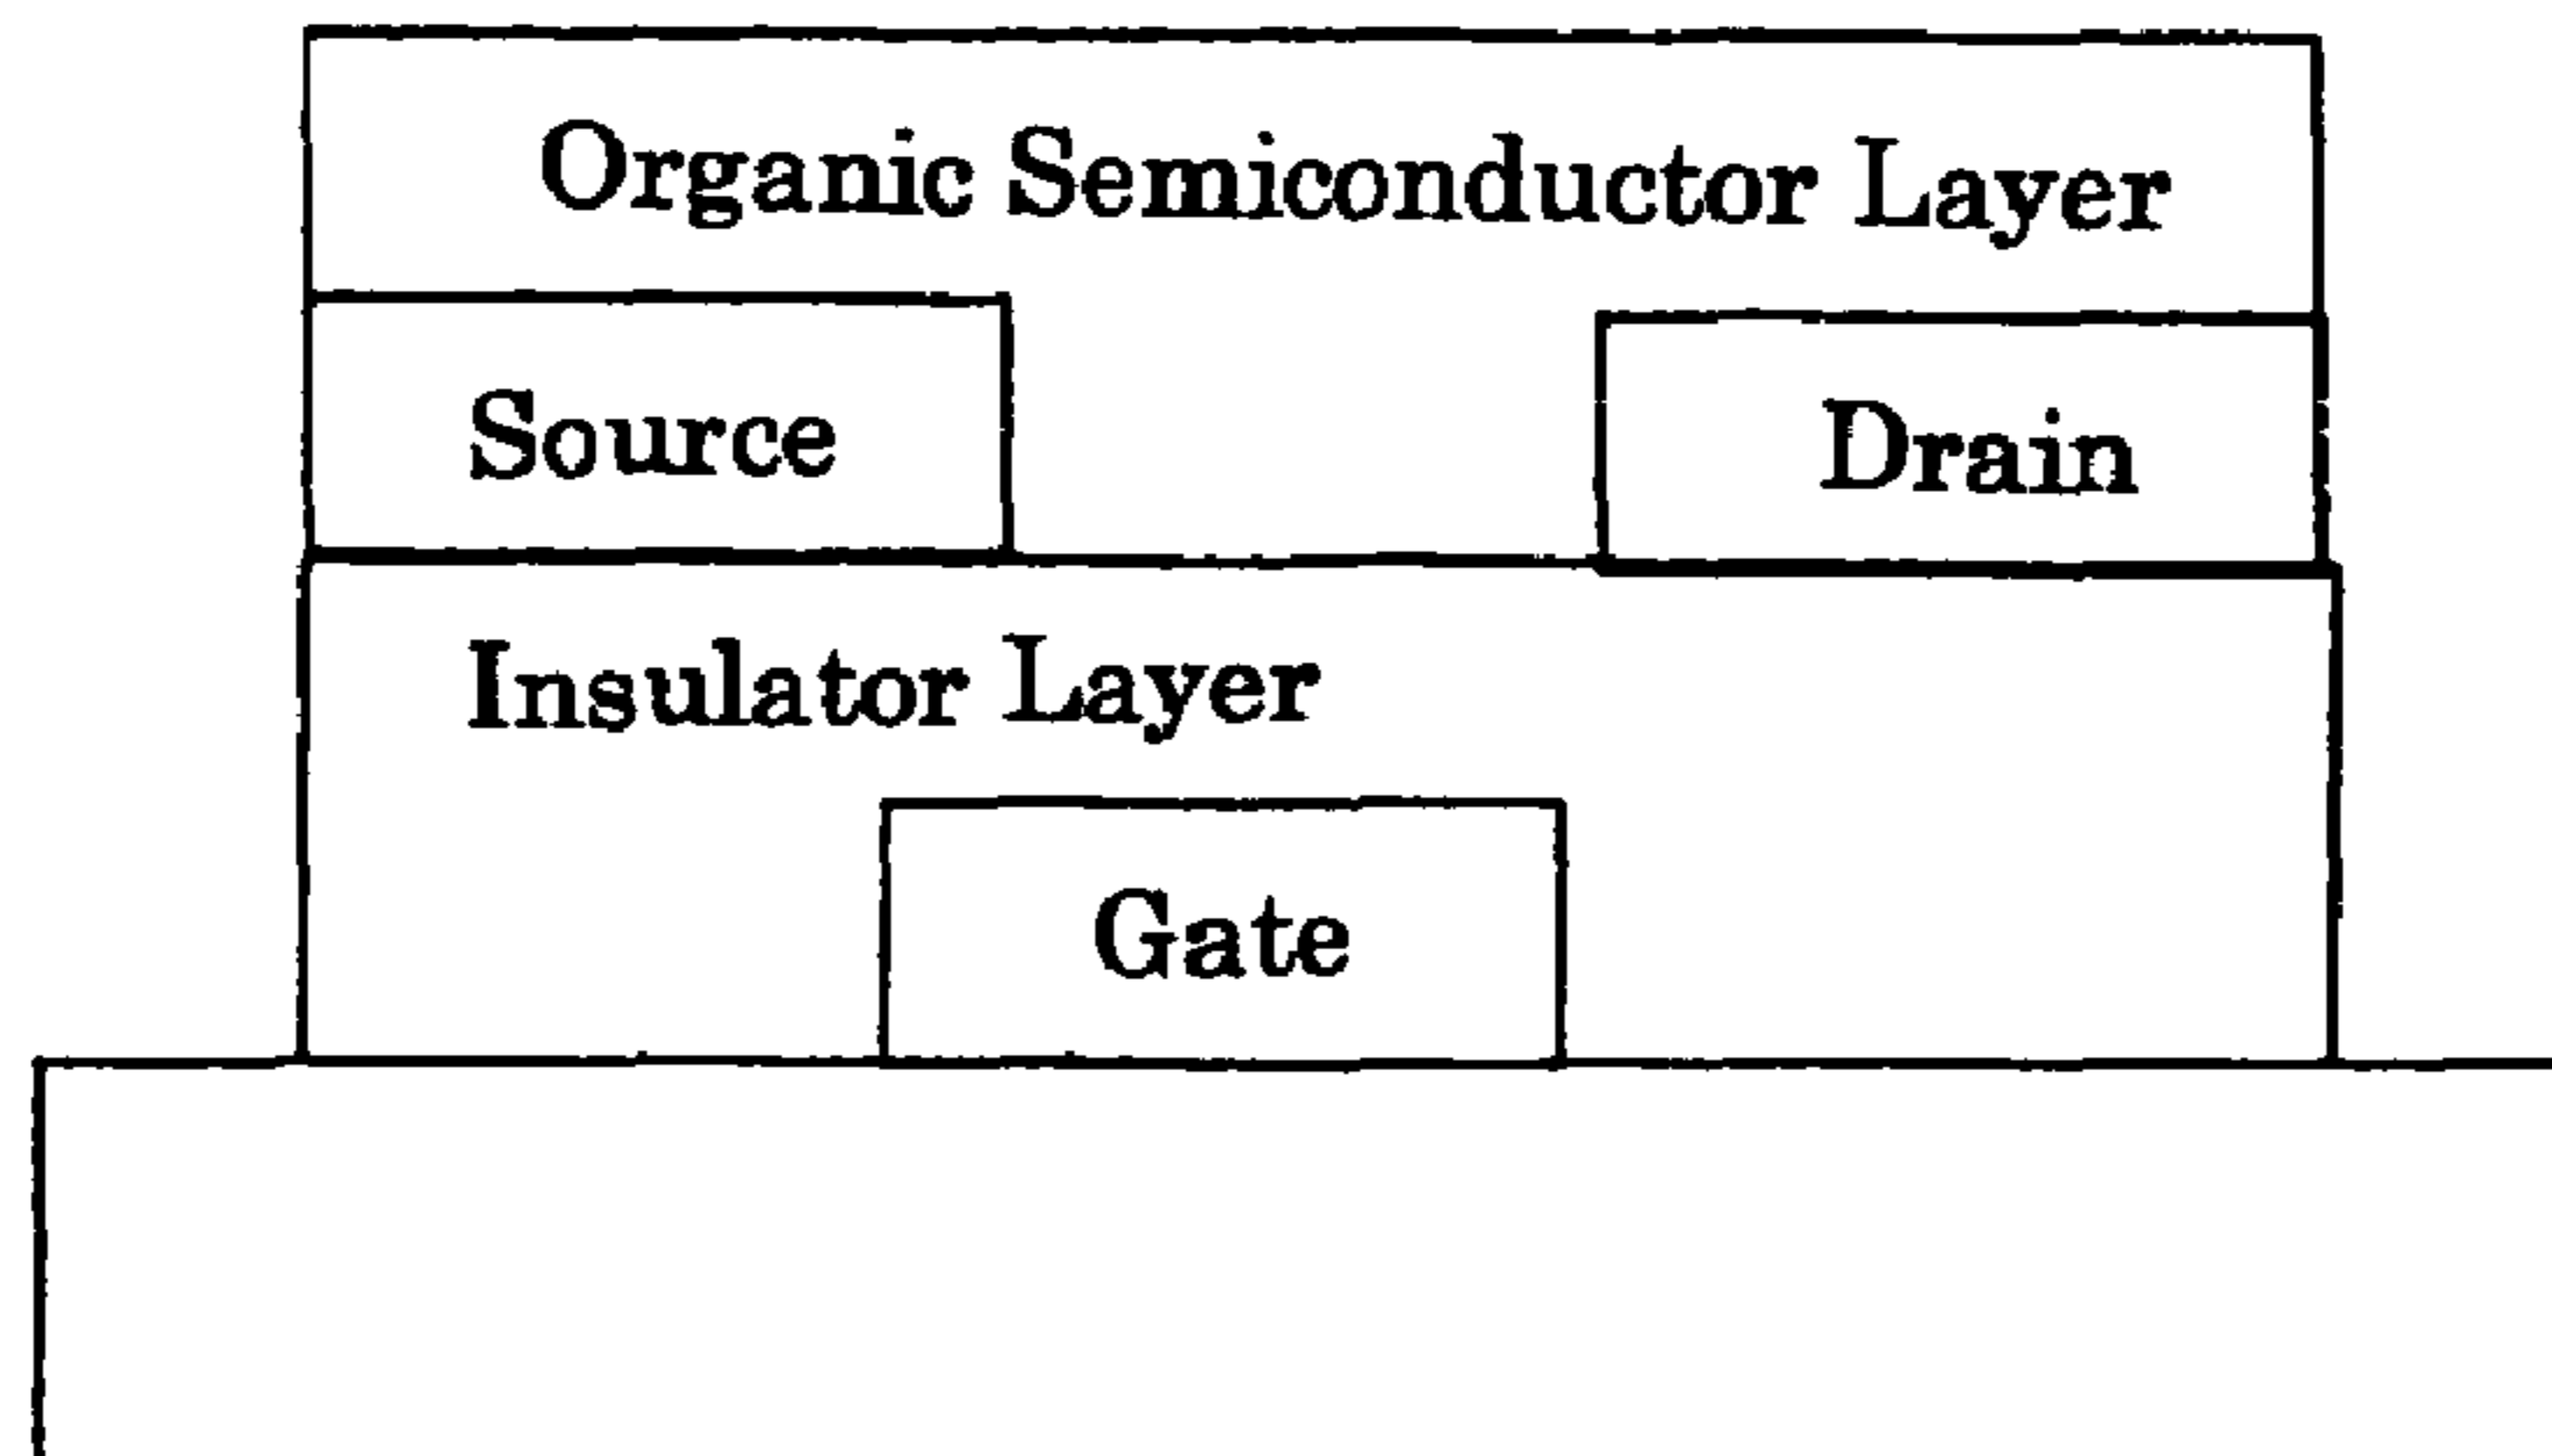 Organic Semiconductor Layer
Source
Drain
Insulator Layer
Gate